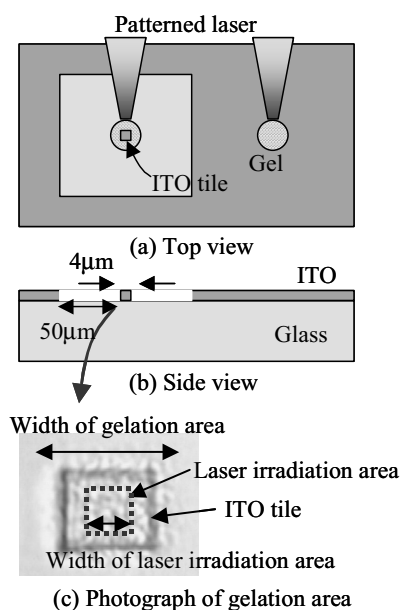 Patterned laser
Gel
ITO tile
(a) Top view
4μm
ITO
50μm
Glass
(b) Side view
Width of gelation area
Laser irradiation area
ITO tile
Width of laser irradiation area
(c) Photograph of gelation area